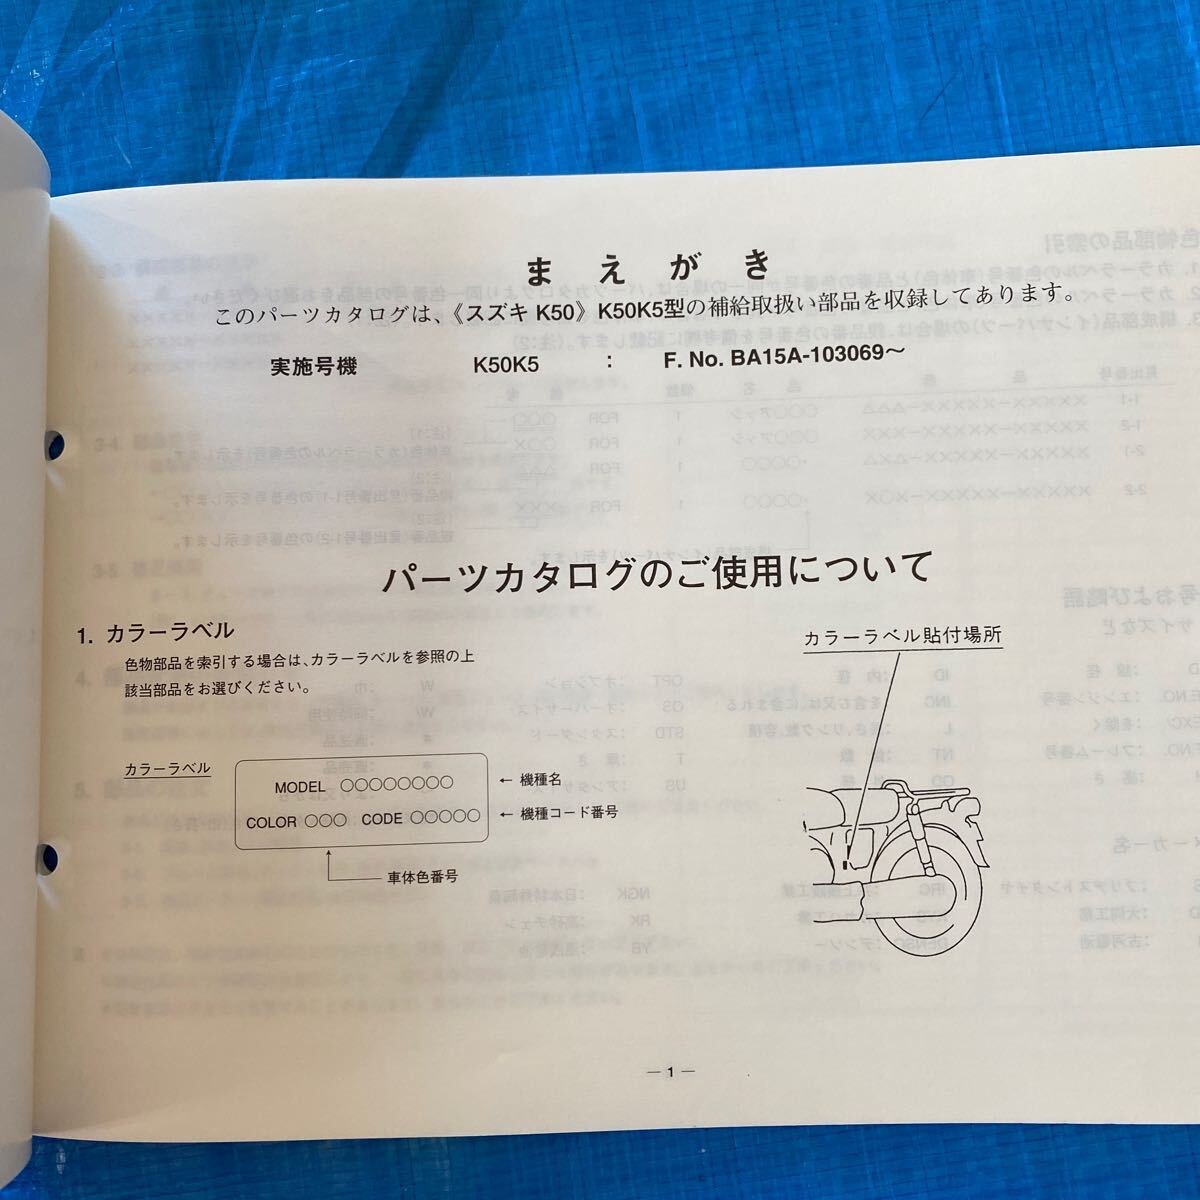 まえがき
このパーツカタログは、《スズキ K50》K50K5型の補給取扱い部品を収録してあります。
実施号機 K50K5 : F. No. BA15A-103069～
パーツカタログのご使用について
1. カラーラベル
色物部品を索引する場合は、カラーラベルを参照の上
該当部品をお選びください。
カラーラベル
MODEL ○○○○○○○○ ← 機種名
COLOR ○○○ CODE ○○○○○ ← 機種コード番号
車体色番号
カラーラベル貼付場所
— 1 —